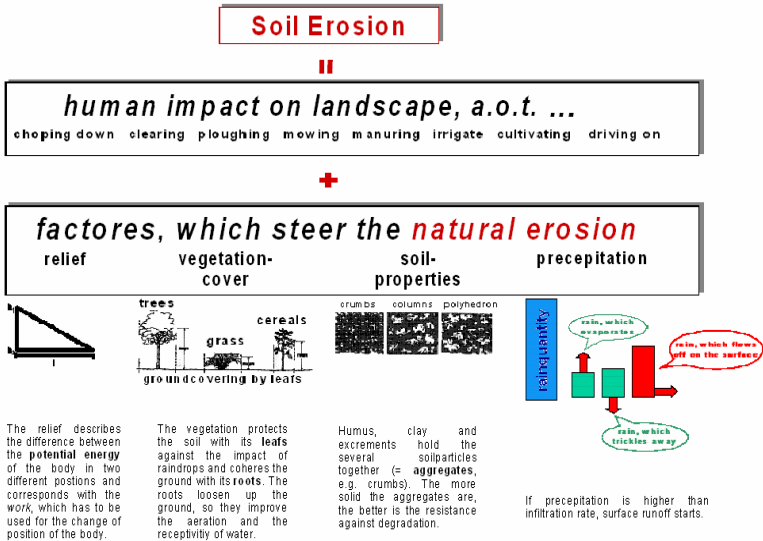 Soil Erosion
=
human impact on landscape, a.o.t. ...
choping down clearing ploughing mowing manuring irrigate cultivating driving on
+
factores, which steer the natural erosion
relief vegetation- soil- precepitation
cover properties
trees
grass
cereals
groundcovering by leafs
crumbs columns polyhedron
rainquantity
rain, which
evaporates
rain, which flows
off on the surface
rain, which
trickles away
l
The relief describes
the difference between
the potential energy
of the body in two
different postions and
corresponds with the
work, which has to be
used for the change of
position of the body.
The vegetation protects
the soil with its leafs
against the impact of
raindrops and coheres the
ground with its roots. The
roots loosen up the
ground, so they improve
the aeration and the
receptivitiy of water.
Humus, clay and
excrements hold the
several soilparticles
together (= aggregates,
e.g. crumbs). The more
solid the aggregates are,
the better is the resistance
against degradation.
If precepitation is higher than
infiltration rate, surface runoff starts.